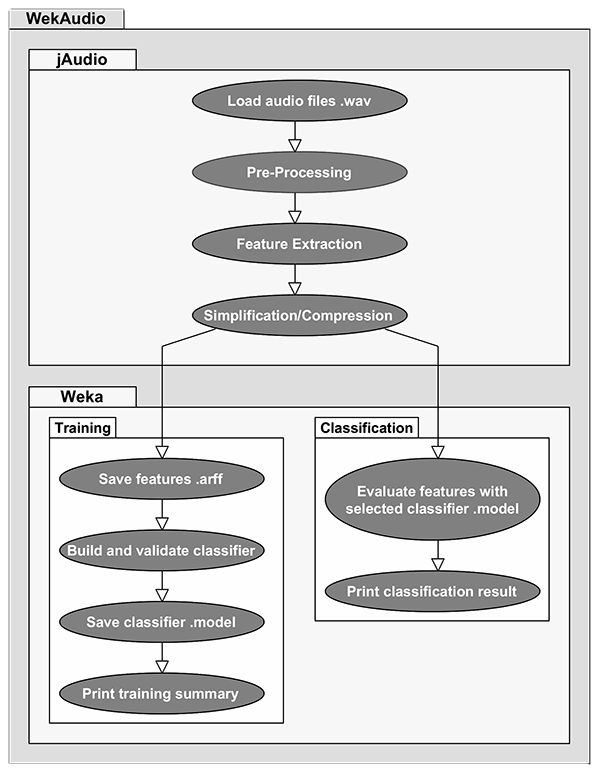 WekAudio
jAudio
Load audio files .wav
Pre-Processing
Feature Extraction
Simplification/Compression
Weka
Training
Save features .arff
Build and validate classifier
Save classifier .model
Print training summary
Classification
Evaluate features with
selected classifier .model
Print classification result